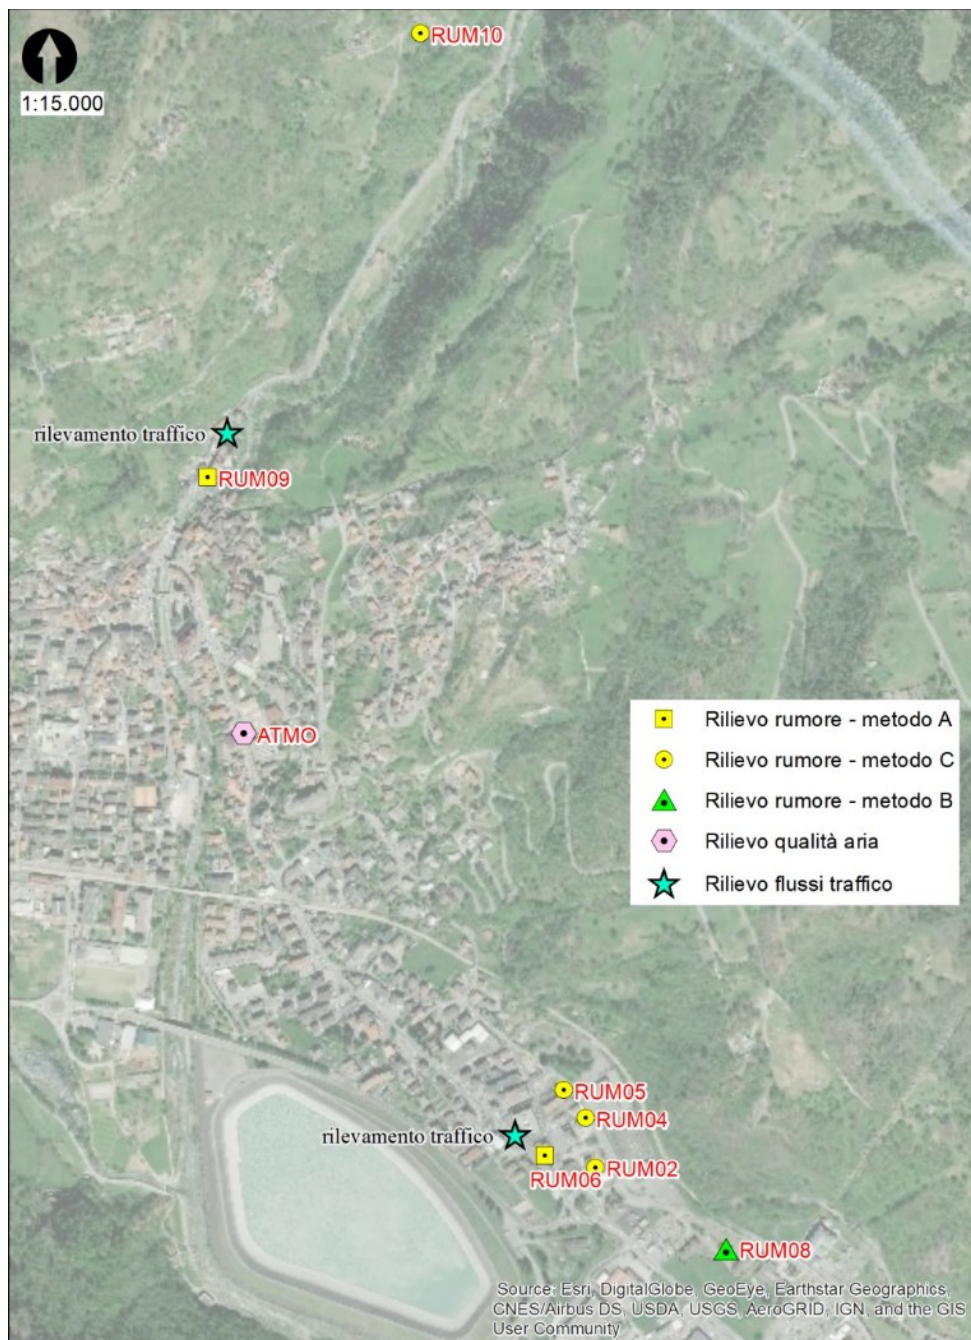 RUM10
1:15.000
rilevamento traffico
RUM09
ATMO
Rilievo rumore - metodo A
Rilievo rumore - metodo C
Rilievo rumore - metodo B
Rilievo qualità aria
Rilievo flussi traffico
RUM05
RUM04
rilevamento traffico
RUM02
RUM06
RUM08
Source: Esri, DigitalGlobe, GeoEye, Earthstar Geographics,
CNES/Airbus DS, USDA, USGS, AeroGRID, IGN, and the GIS
User Community